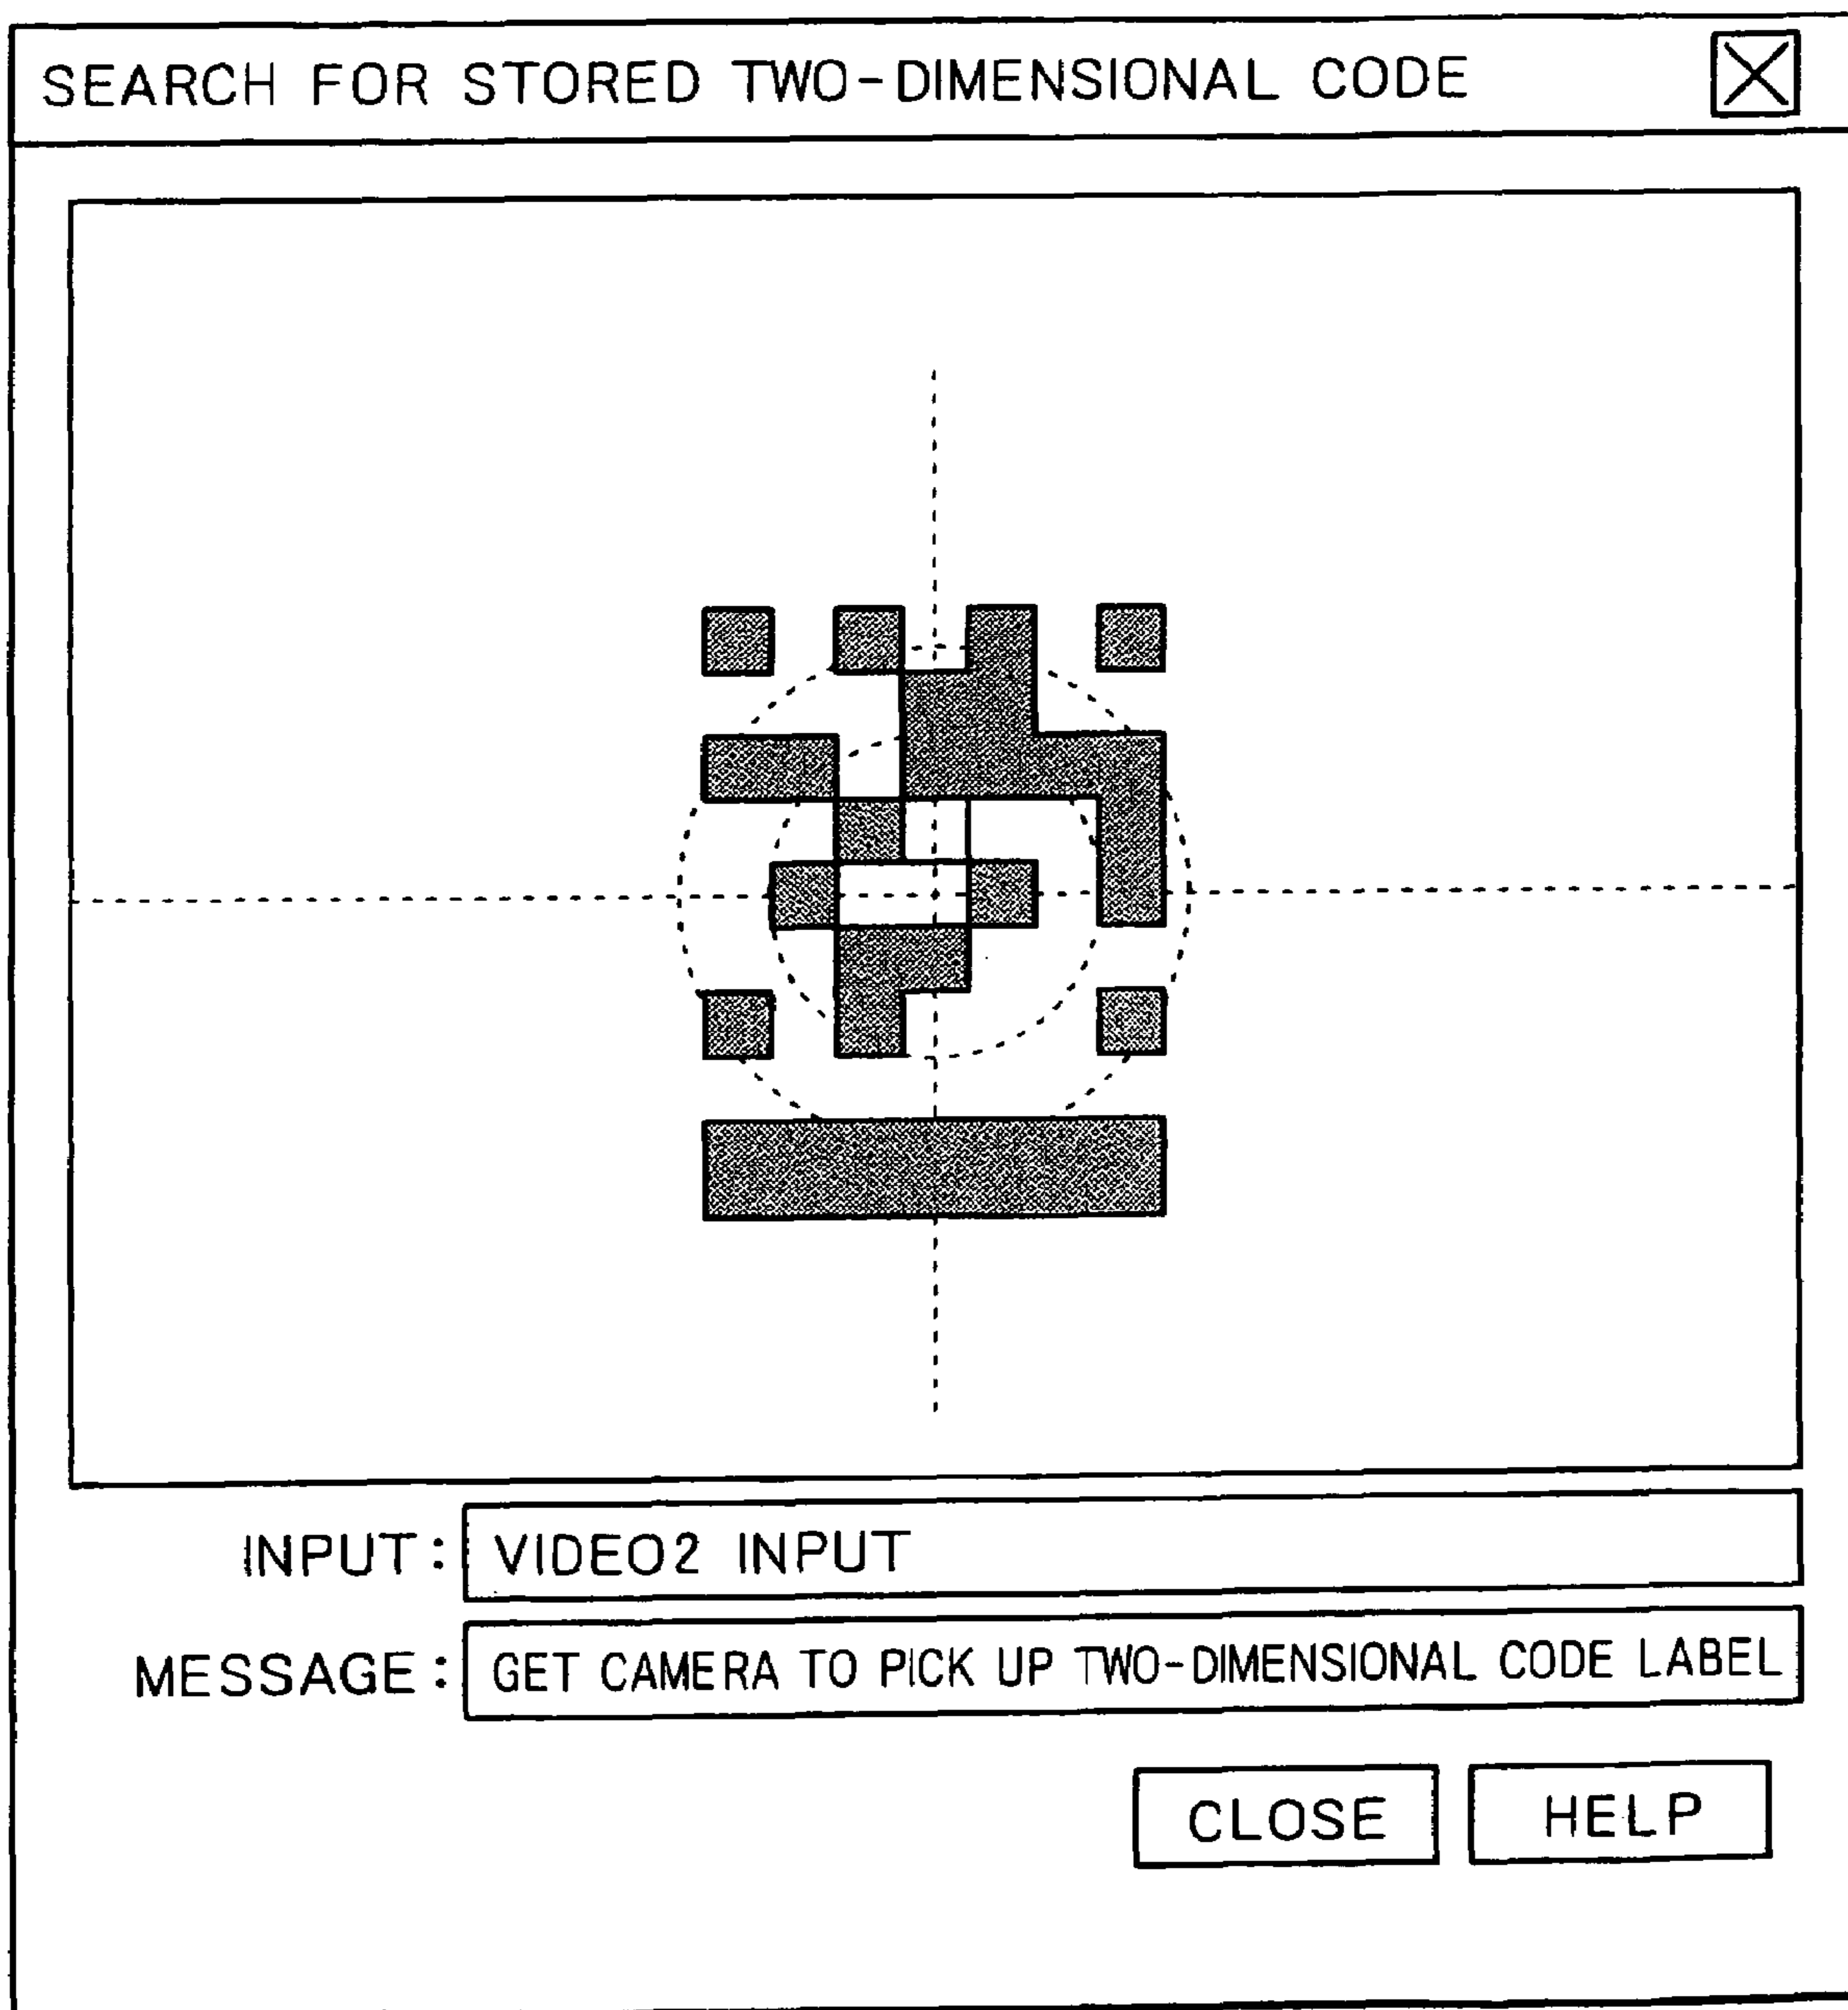 SEARCH FOR STORED TWO-DIMENSIONAL CODE
INPUT: VIDEO2 INPUT
MESSAGE: GET CAMERA TO PICK UP TWO-DIMENSIONAL CODE LABEL
CLOSE HELP